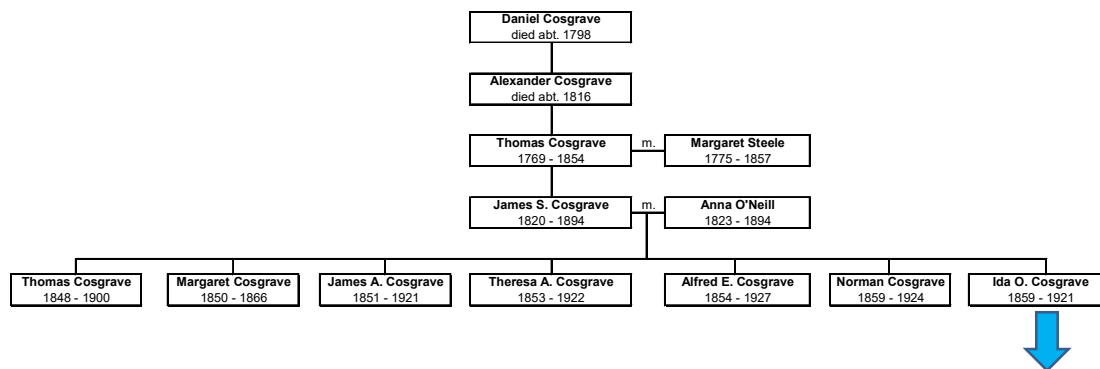 Daniel Cosgrave
died abt. 1798
Alexander Cosgrave
died abt. 1816
Thomas Cosgrave m. Margaret Steele
1769 - 1854 1775 - 1857
James S. Cosgrave m. Anna O'Neill
1820 - 1894 1823 - 1894
Thomas Cosgrave Margaret Cosgrave James A. Cosgrave Theresa A. Cosgrave Alfred E. Cosgrave Norman Cosgrave Ida O. Cosgrave
1848 - 1900 1850 - 1866 1851 - 1921 1853 - 1922 1854 - 1927 1859 - 1924 1859 - 1921